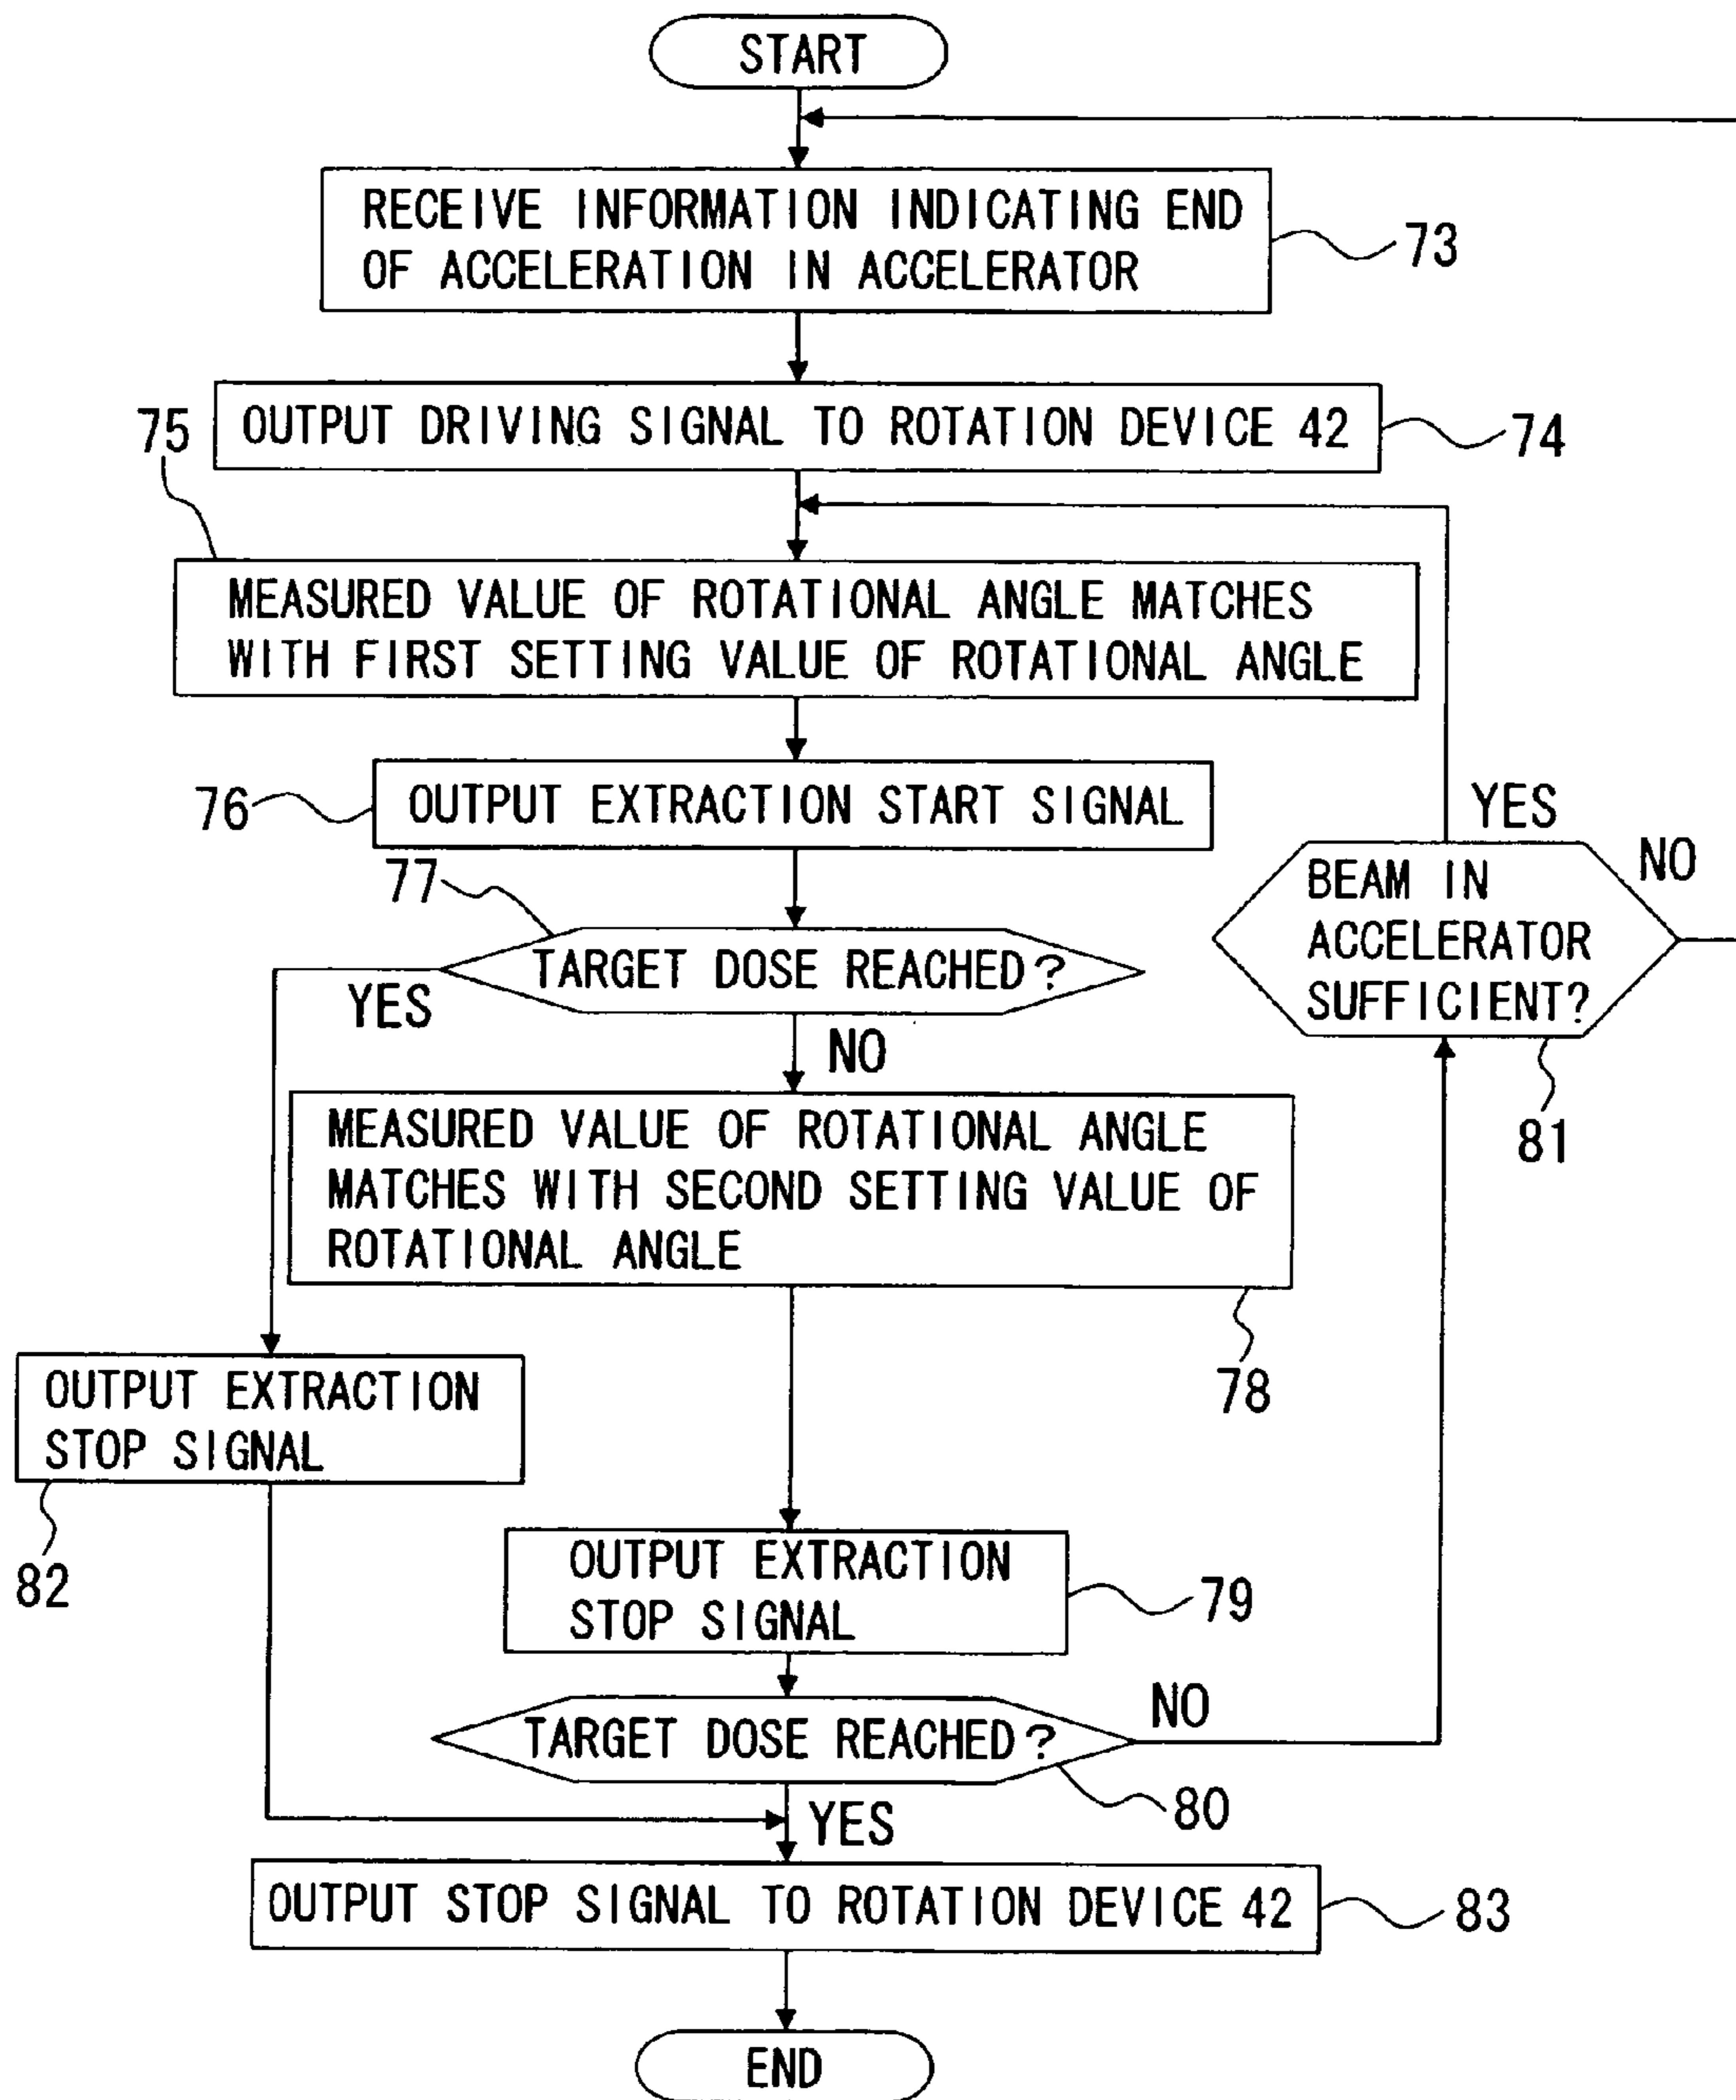 START
RECEIVE INFORMATION INDICATING END
OF ACCELERATION IN ACCELERATOR
73
OUTPUT DRIVING SIGNAL TO ROTATION DEVICE 42
74
75
MEASURED VALUE OF ROTATIONAL ANGLE MATCHES
WITH FIRST SETTING VALUE OF ROTATIONAL ANGLE
76
OUTPUT EXTRACTION START SIGNAL
YES
NO
BEAM IN
ACCELERATOR
SUFFICIENT?
81
77
TARGET DOSE REACHED?
YES
NO
MEASURED VALUE OF ROTATIONAL ANGLE
MATCHES WITH SECOND SETTING VALUE OF
ROTATIONAL ANGLE
78
OUTPUT EXTRACTION
STOP SIGNAL
82
OUTPUT EXTRACTION
STOP SIGNAL
79
TARGET DOSE REACHED?
NO
80
YES
OUTPUT STOP SIGNAL TO ROTATION DEVICE 42
83
END